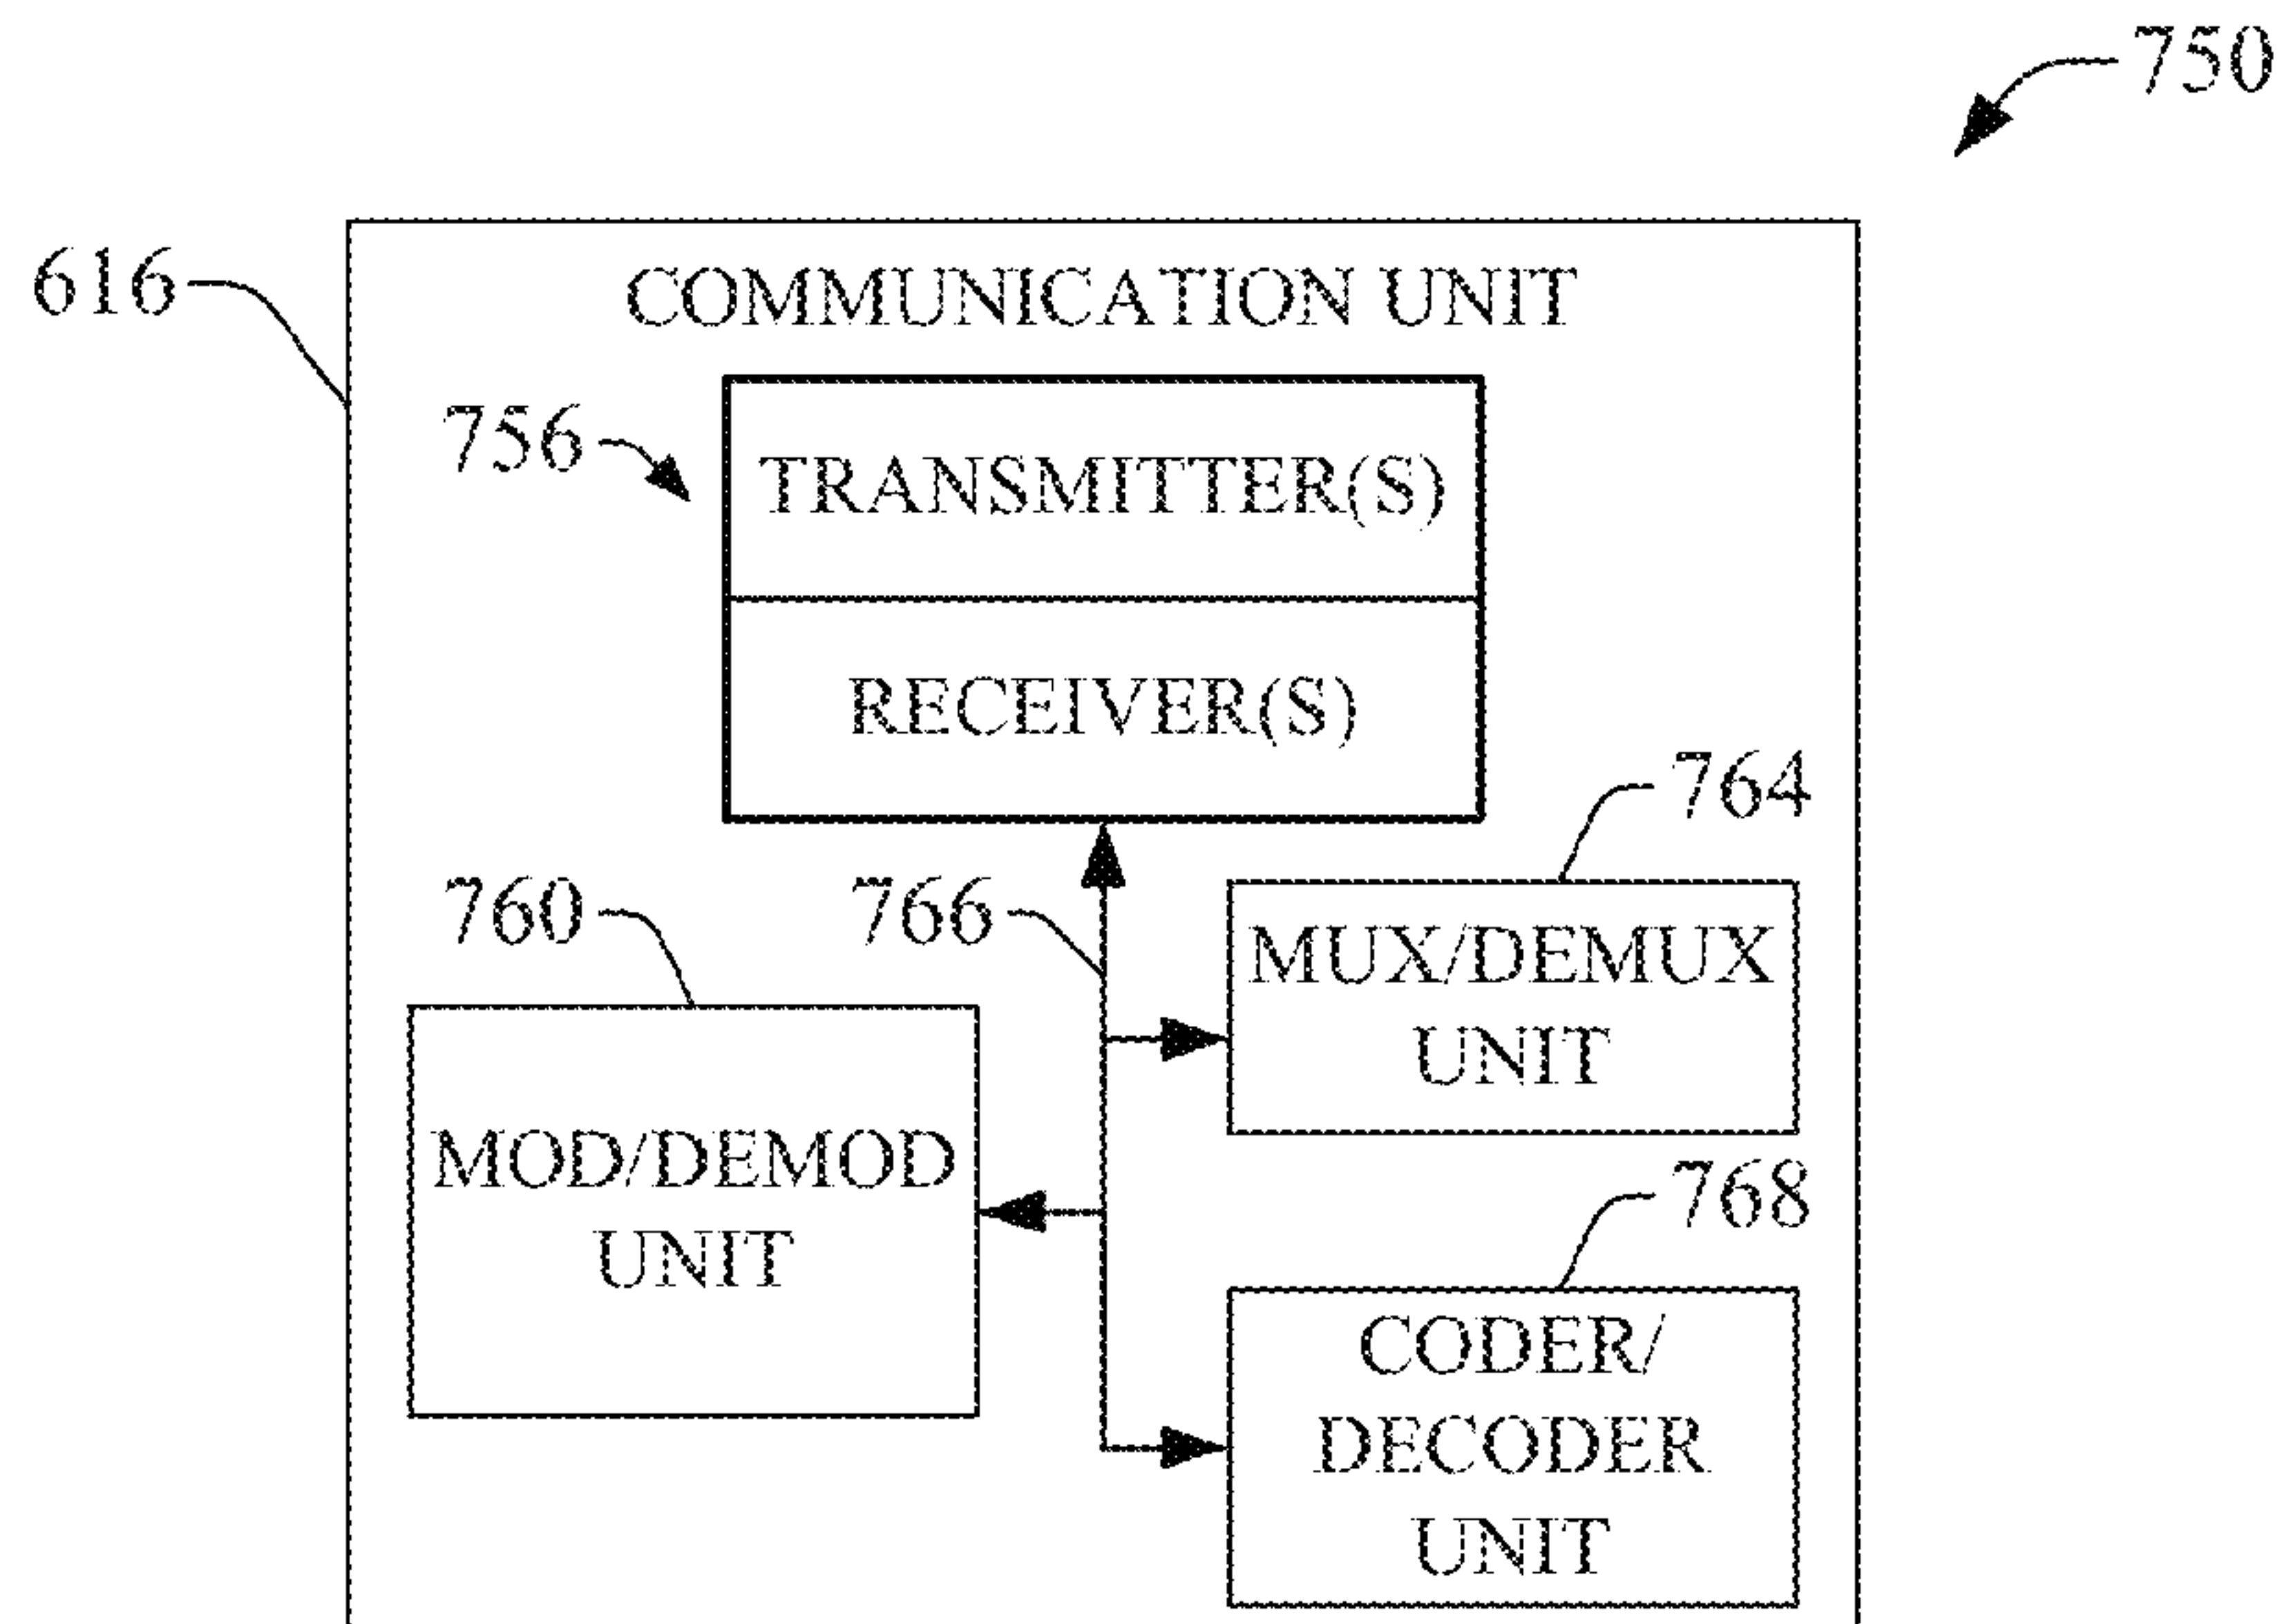 750
616
COMMUNICATION UNIT
756
TRANSMITTER(S)
RECEIVER(S)
764
760
766
MUX/DEMUX
UNIT
MOD/DEMOD
UNIT
768
CODER/
DECODER
UNIT